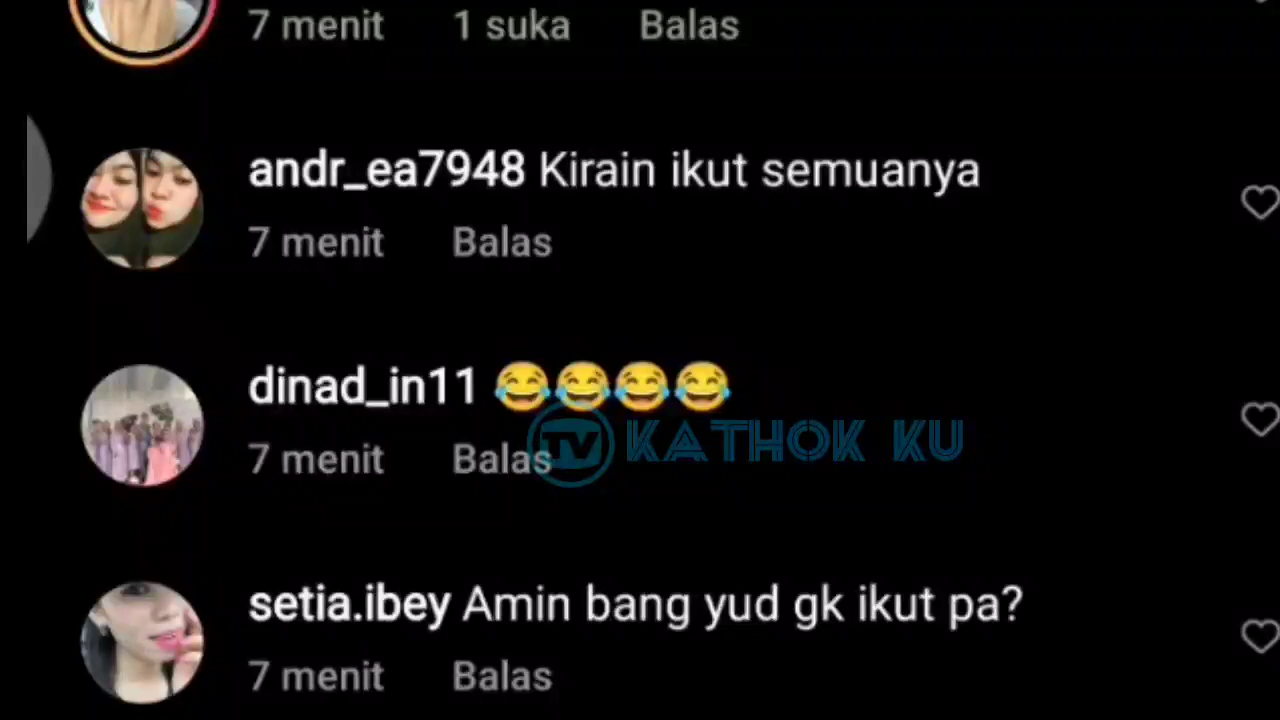 7 menit 1 suka Balas
andr_ea7948 Kirain ikut semuanya
7 menit Balas
dinad_in11 😂😂😂😂
TV KATHOK KU
7 menit Balas
setia.ibey Amin bang yud gk ikut pa?
7 menit Balas